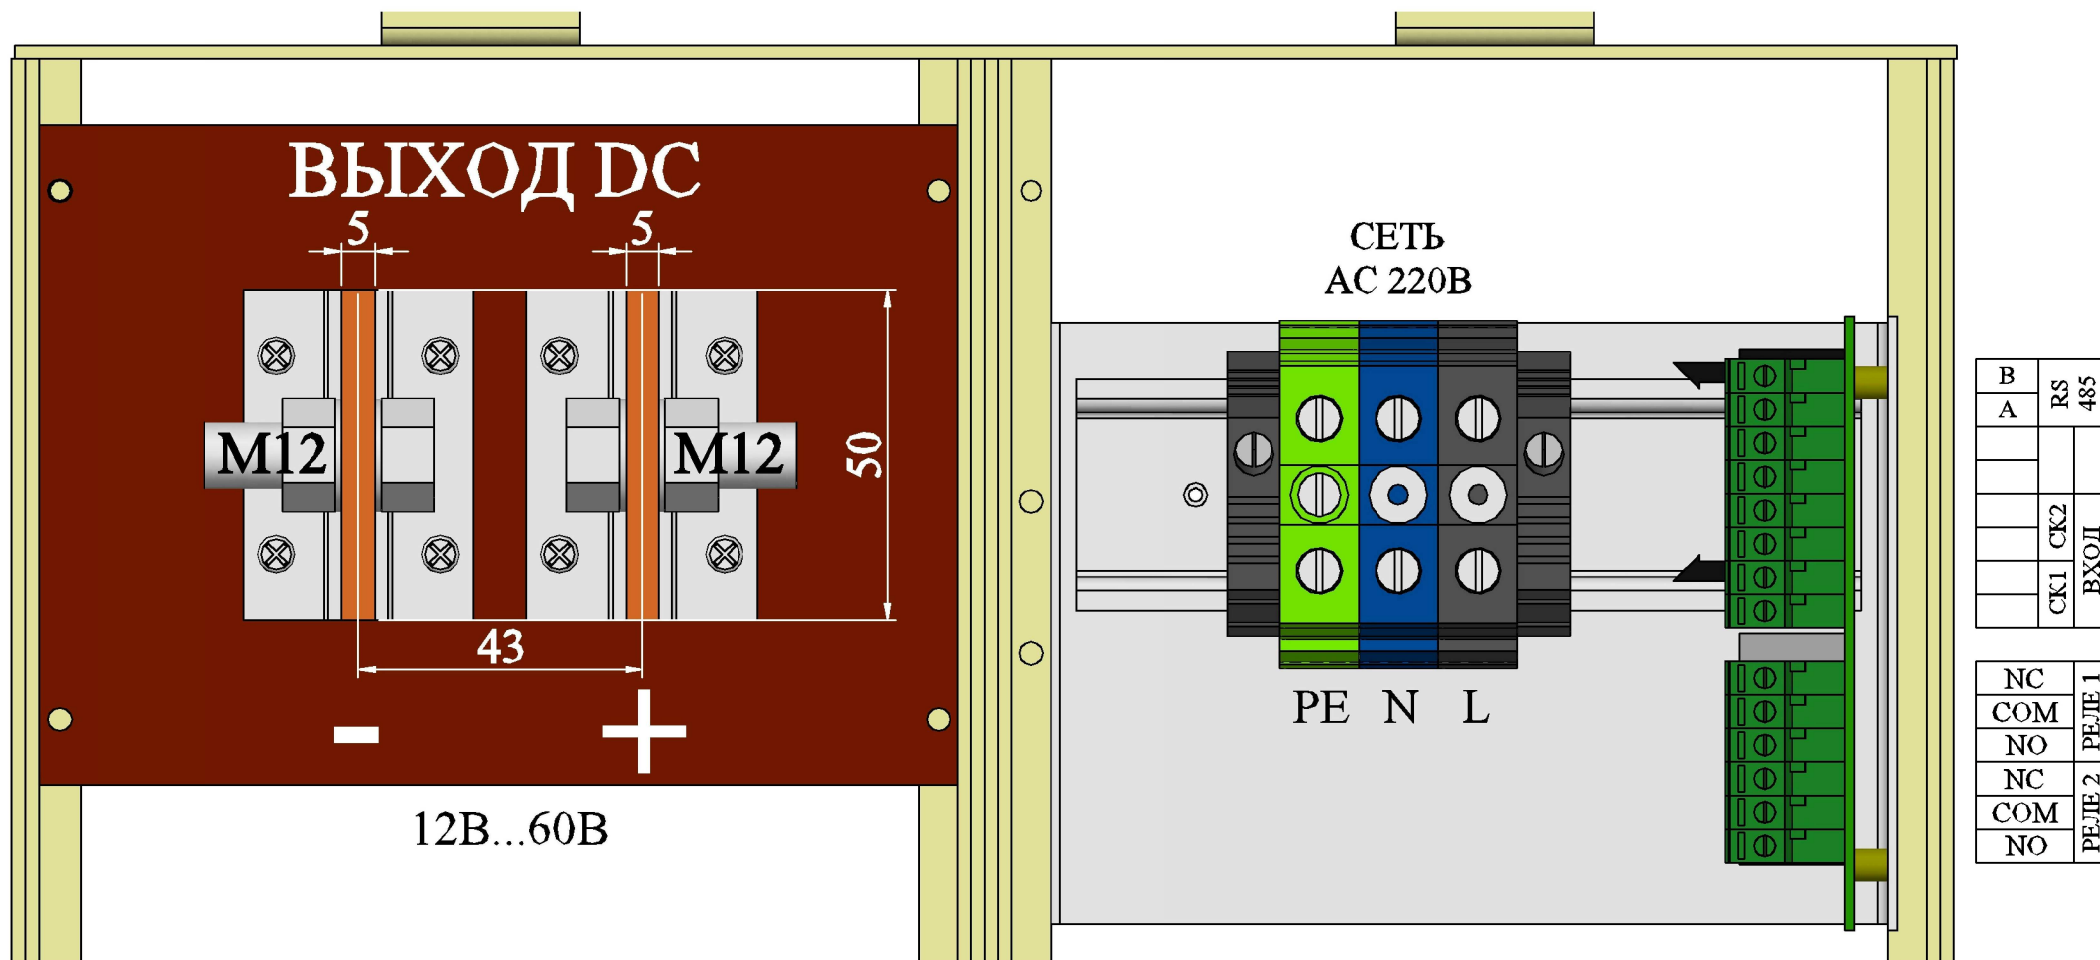 ВЫХОД DC
5
5
M12
M12
50
43
-
+
12В...60В
СЕТЬ
AC 220В
PE N L
B
A
RS
485
СК2
СК1
ВХОД
NC
COM
NO
РЕЛЕ 1
NC
COM
NO
РЕЛЕ 2